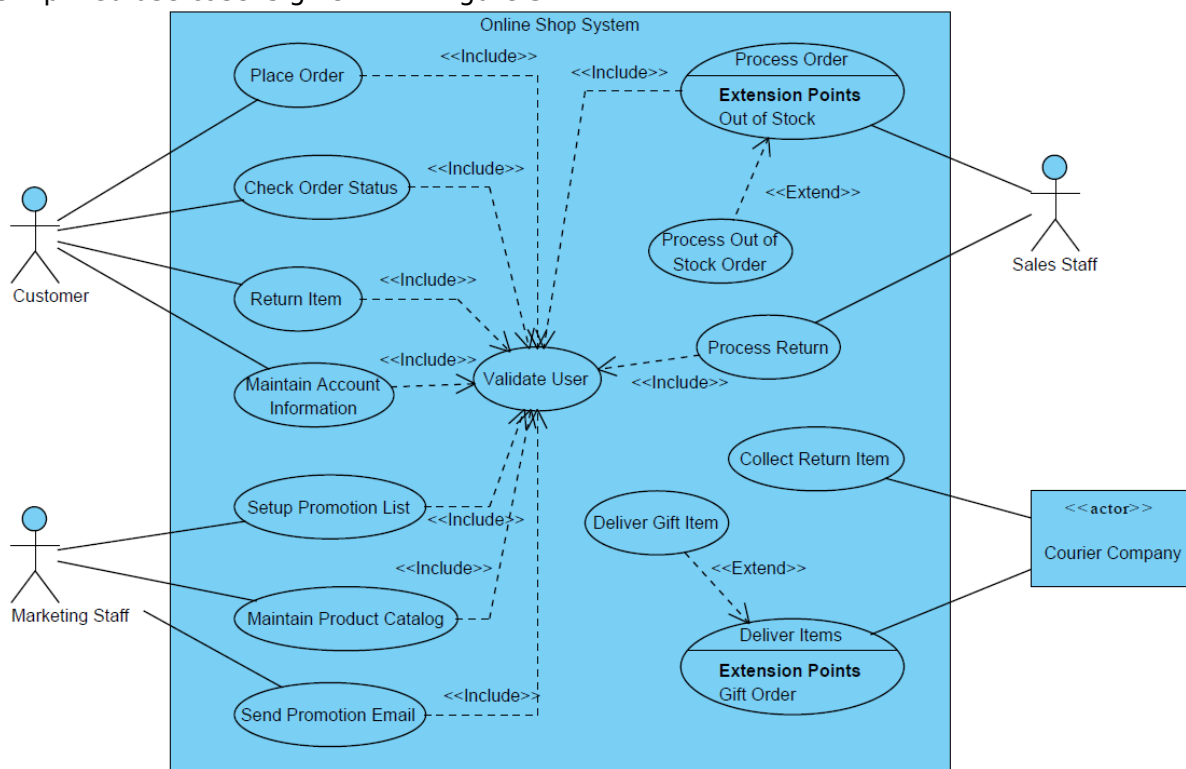 Online Shop System
Place Order
<<Include>>
<<Include>>
Process Order
Extension Points
Out of Stock
Check Order Status
<<Include>>
<<Extend>>
Process Out of
Stock Order
Customer
Sales Staff
Return Item
<<Include>>
Process Return
<<Include>>
Maintain Account
Information
<<Include>>
Validate User
Collect Return Item
Setup Promotion List
<<Include>>
Deliver Gift Item
<<actor>>
Courier Company
<<Extend>>
Marketing Staff
Maintain Product Catalog
<<Include>>
Deliver Items
Extension Points
Gift Order
Send Promotion Email
<<Include>>